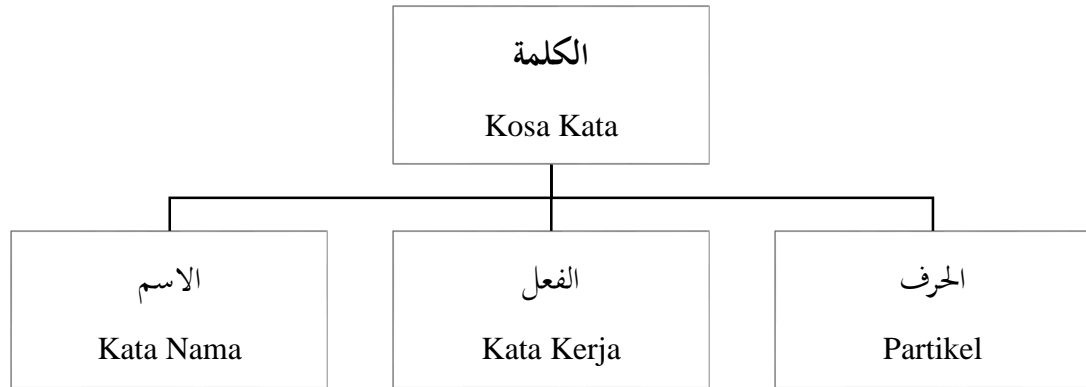 الكلمة
Kosa Kata
الاسم
Kata Nama
الفعل
Kata Kerja
الحرف
Partikel